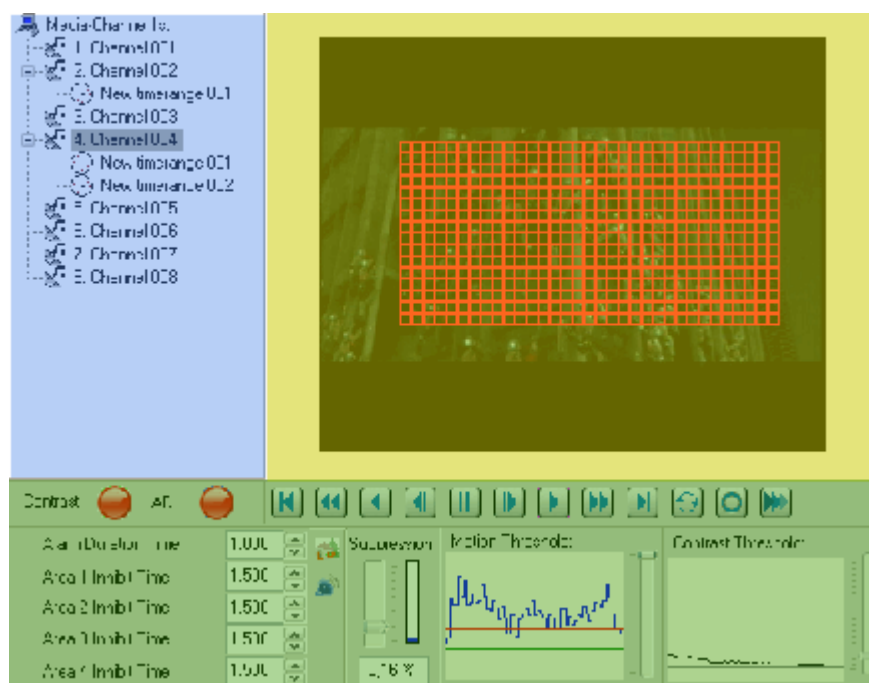 1. Channel 001
2. Channel 002
New timerange 001
3. Channel 003
4. Channel 004
New timerange 001
New timerange 002
5. Channel 005
6. Channel 006
7. Channel 007
8. Channel 008
Contrast
Alarm Duration Time 1.000
Area 1 Inhibit Time 1.500
Area 2 Inhibit Time 1.500
Area 3 Inhibit Time 1.500
Area 4 Inhibit Time 1.500
Suppression
Motion Threshold:
Contrast Threshold: